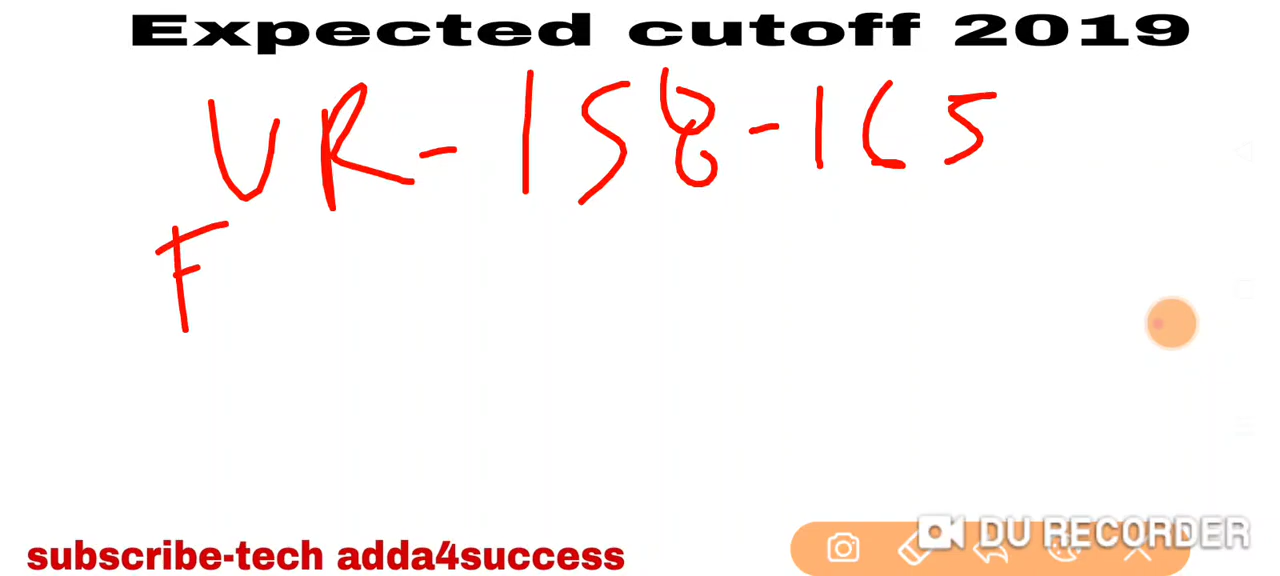 Expected cutoff 2019
UR-158-165
F
subscribe-tech adda4success
DU RECORDER